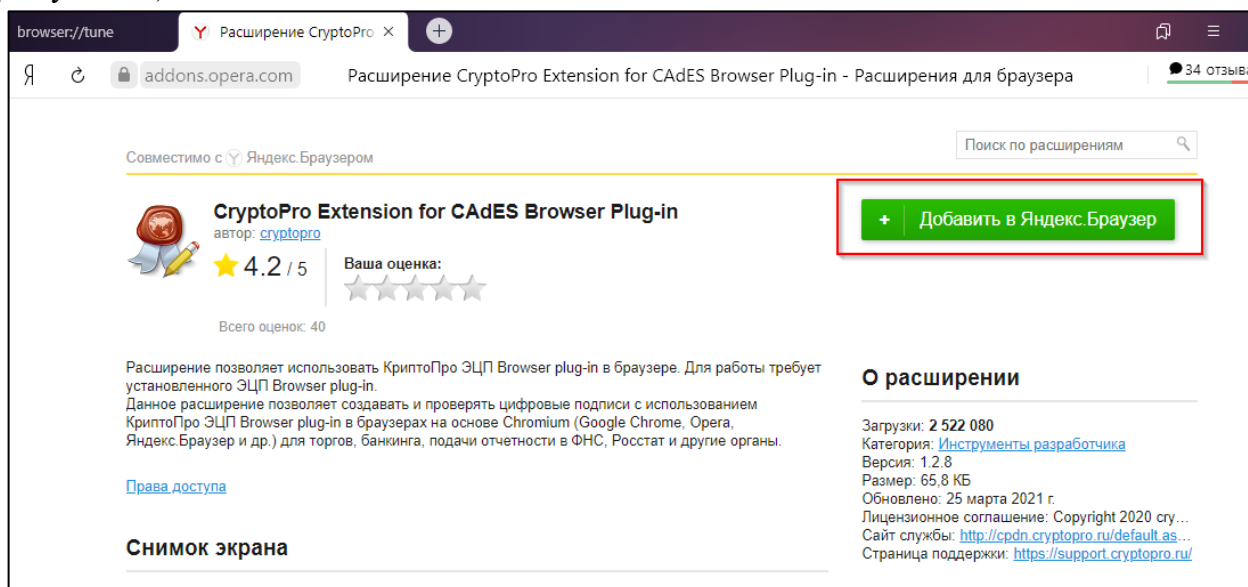 browser://tune
Y Расширение CryptoPro ×
Я addons.opera.com Расширение CryptoPro Extension for CAdES Browser Plug-in - Расширения для браузера 34 отзыва
Совместимо с Y Яндекс.Браузером
Поиск по расширениям
CryptoPro Extension for CAdES Browser Plug-in
автор: cryptopro
4.2 / 5
Ваша оценка:
Всего оценок: 40
+ Добавить в Яндекс.Браузер
Расширение позволяет использовать КриптоПро ЭЦП Browser plug-in в браузере. Для работы требует
установленного ЭЦП Browser plug-in.
Данное расширение позволяет создавать и проверять цифровые подписи с использованием
КриптоПро ЭЦП Browser plug-in в браузерах на основе Chromium (Google Chrome, Opera,
Яндекс.Браузер и др.) для торгов, банкинга, подачи отчетности в ФНС, Росстат и другие органы.
Права доступа
Снимок экрана
О расширении
Загрузки: 2 522 080
Категория: Инструменты разработчика
Версия: 1.2.8
Размер: 65,8 КБ
Обновлено: 25 марта 2021 г.
Лицензионное соглашение: Copyright 2020 cry…
Сайт службы: http://cpdn.cryptopro.ru/default.as…
Страница поддержки: https://support.cryptopro.ru/